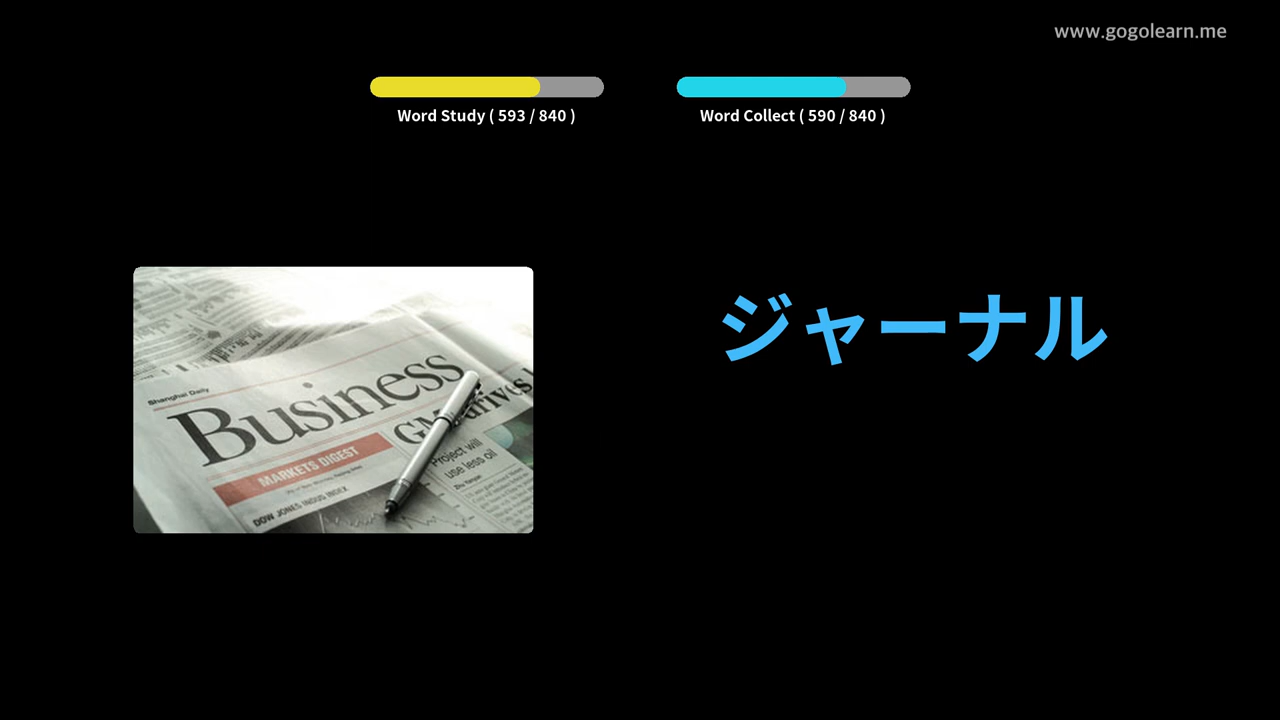 www.gogolearn.me
Word Study ( 593 / 840 )
Word Collect ( 590 / 840 )
ジャーナル
Shanghai Daily
Business
MARKETS DIGEST
DOW JONES INDUS INDEX
Project will
use less oil